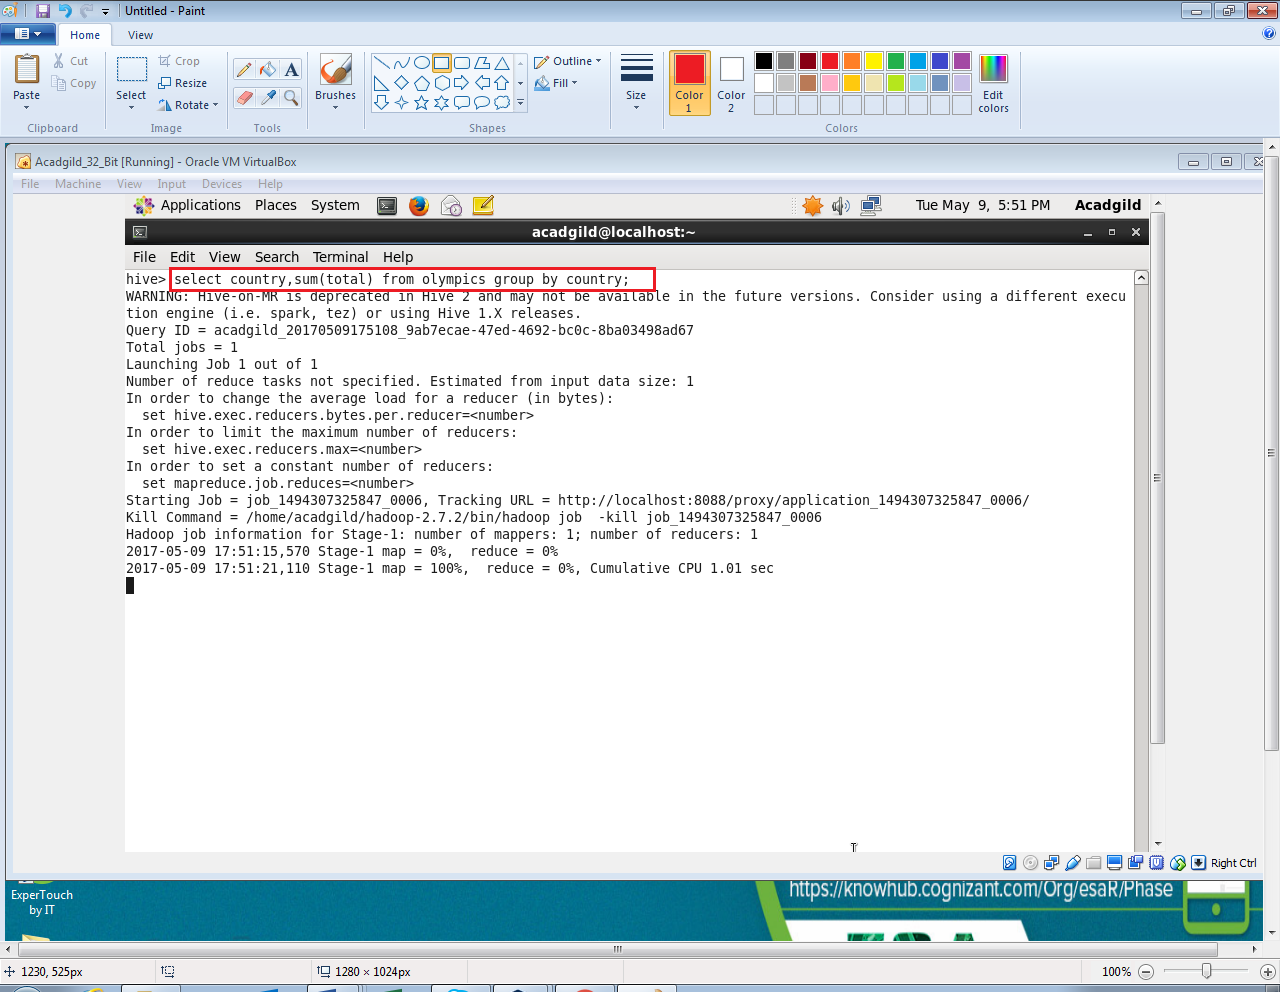 Untitled - Paint
Home
View
Paste
Cut
Copy
Clipboard
Select
Crop
Resize
Rotate
Image
A
Tools
Brushes
Outline
Fill
Shapes
Size
Color 1
Color 2
Edit colors
Colors
Acadgild_32_Bit [Running] - Oracle VM VirtualBox
File Machine View Input Devices Help
Applications Places System
Tue May 9, 5:51 PM Acadgild
acadgild@localhost:~
File Edit View Search Terminal Help
hive> select country,sum(total) from olympics group by country;
WARNING: Hive-on-MR is deprecated in Hive 2 and may not be available in the future versions. Consider using a different execu
tion engine (i.e. spark, tez) or using Hive 1.X releases.
Query ID = acadgild_20170509175108_9ab7ecae-47ed-4692-bc0c-8ba03498ad67
Total jobs = 1
Launching Job 1 out of 1
Number of reduce tasks not specified. Estimated from input data size: 1
In order to change the average load for a reducer (in bytes):
  set hive.exec.reducers.bytes.per.reducer=<number>
In order to limit the maximum number of reducers:
  set hive.exec.reducers.max=<number>
In order to set a constant number of reducers:
  set mapreduce.job.reduces=<number>
Starting Job = job_1494307325847_0006, Tracking URL = http://localhost:8088/proxy/application_1494307325847_0006/
Kill Command = /home/acadgild/hadoop-2.7.2/bin/hadoop job  -kill job_1494307325847_0006
Hadoop job information for Stage-1: number of mappers: 1; number of reducers: 1
2017-05-09 17:51:15,570 Stage-1 map = 0%,  reduce = 0%
2017-05-09 17:51:21,110 Stage-1 map = 100%,  reduce = 0%, Cumulative CPU 1.01 sec
Right Ctrl
ExperTouch
by IT
https://knowhub.cognizant.com/Org/esaR/Phase
1230, 525px
1280 × 1024px
100%